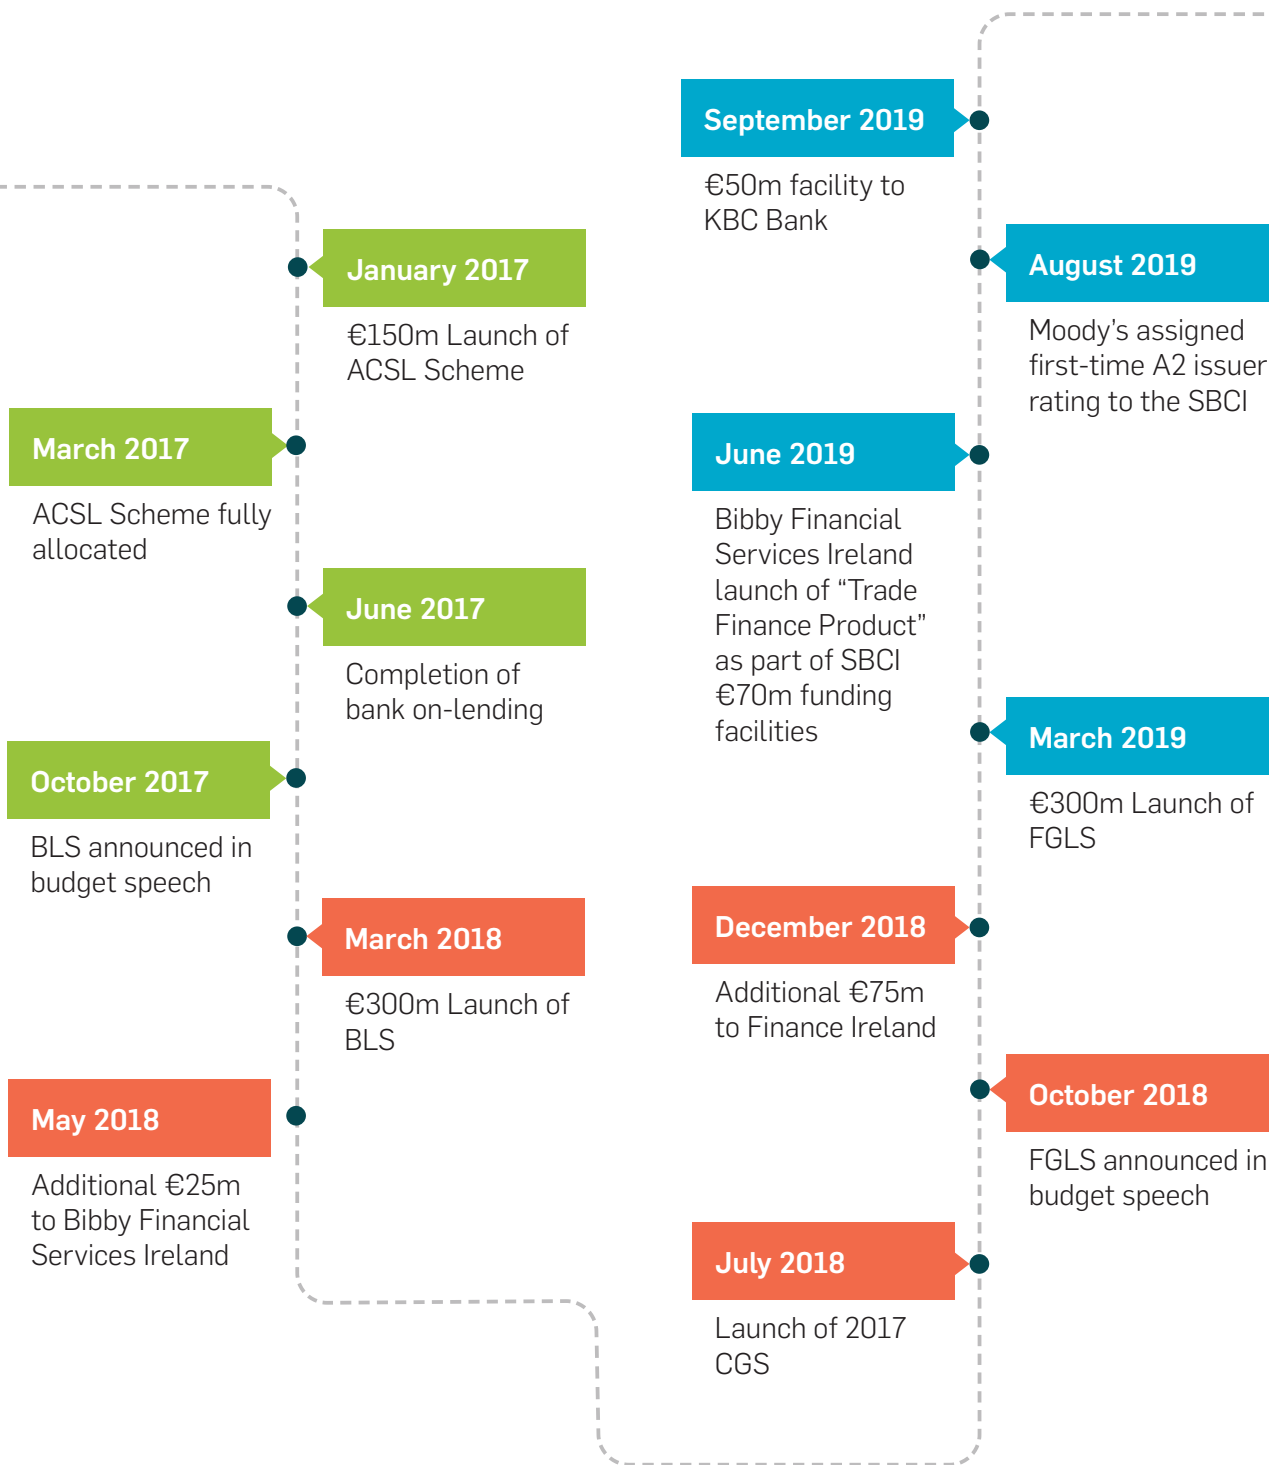 January 2017
€150m Launch of
ACSL Scheme
March 2017
ACSL Scheme fully
allocated
June 2017
Completion of
bank on-lending
October 2017
BLS announced in
budget speech
March 2018
€300m Launch of
BLS
May 2018
Additional €25m
to Bibby Financial
Services Ireland
July 2018
Launch of 2017
CGS
October 2018
FGLS announced in
budget speech
December 2018
Additional €75m
to Finance Ireland
March 2019
€300m Launch of
FGLS
June 2019
Bibby Financial
Services Ireland
launch of “Trade
Finance Product”
as part of SBCI
€70m funding
facilities
August 2019
Moody’s assigned
first-time A2 issuer
rating to the SBCI
September 2019
€50m facility to
KBC Bank